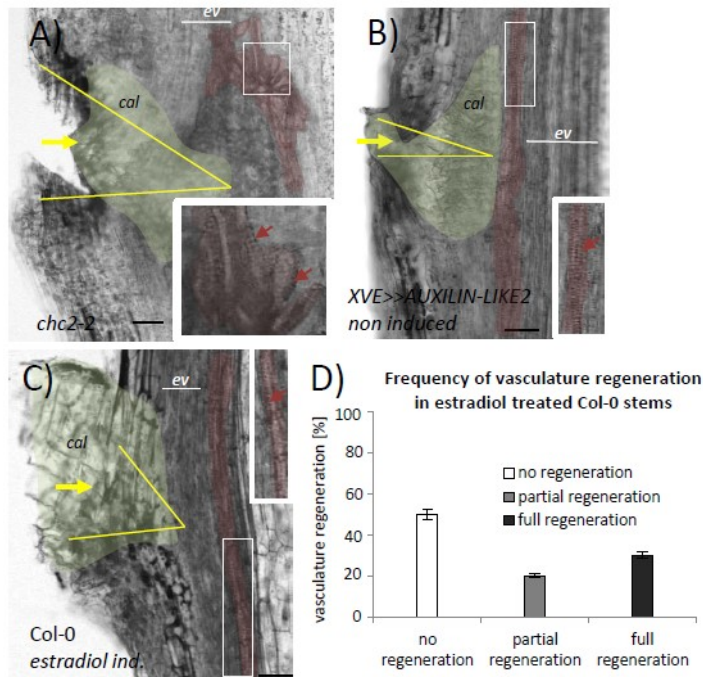 A)
ev
cal
chc2-2
B)
cal
ev
XVE>>AUXILIN-LIKE2
non induced
C)
ev
cal
Col-0
estradiol ind.
D)
Frequency of vasculature regeneration
in estradiol treated Col-0 stems
vasculature regeneration [%]
100
80
60
40
20
0
no regeneration
partial regeneration
full regeneration
no
regeneration
partial
regeneration
full
regeneration